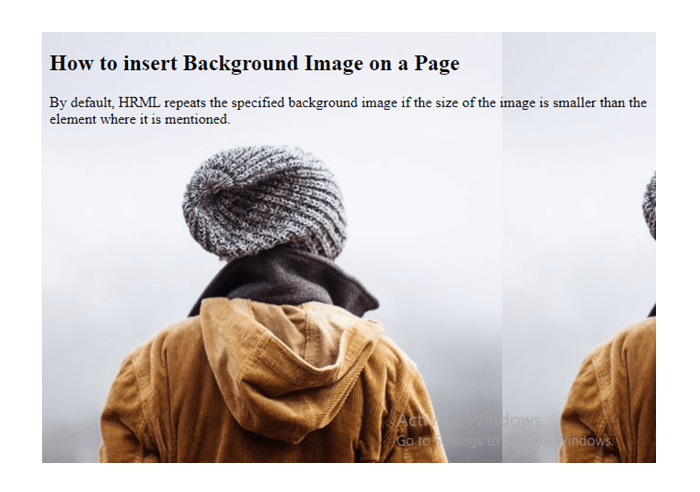 How to insert Background Image on a Page
By default, HRML repeats the specified background image if the size of the image is smaller than the
element where it is mentioned.
Activate Windows
Go to Settings to activate Windows.